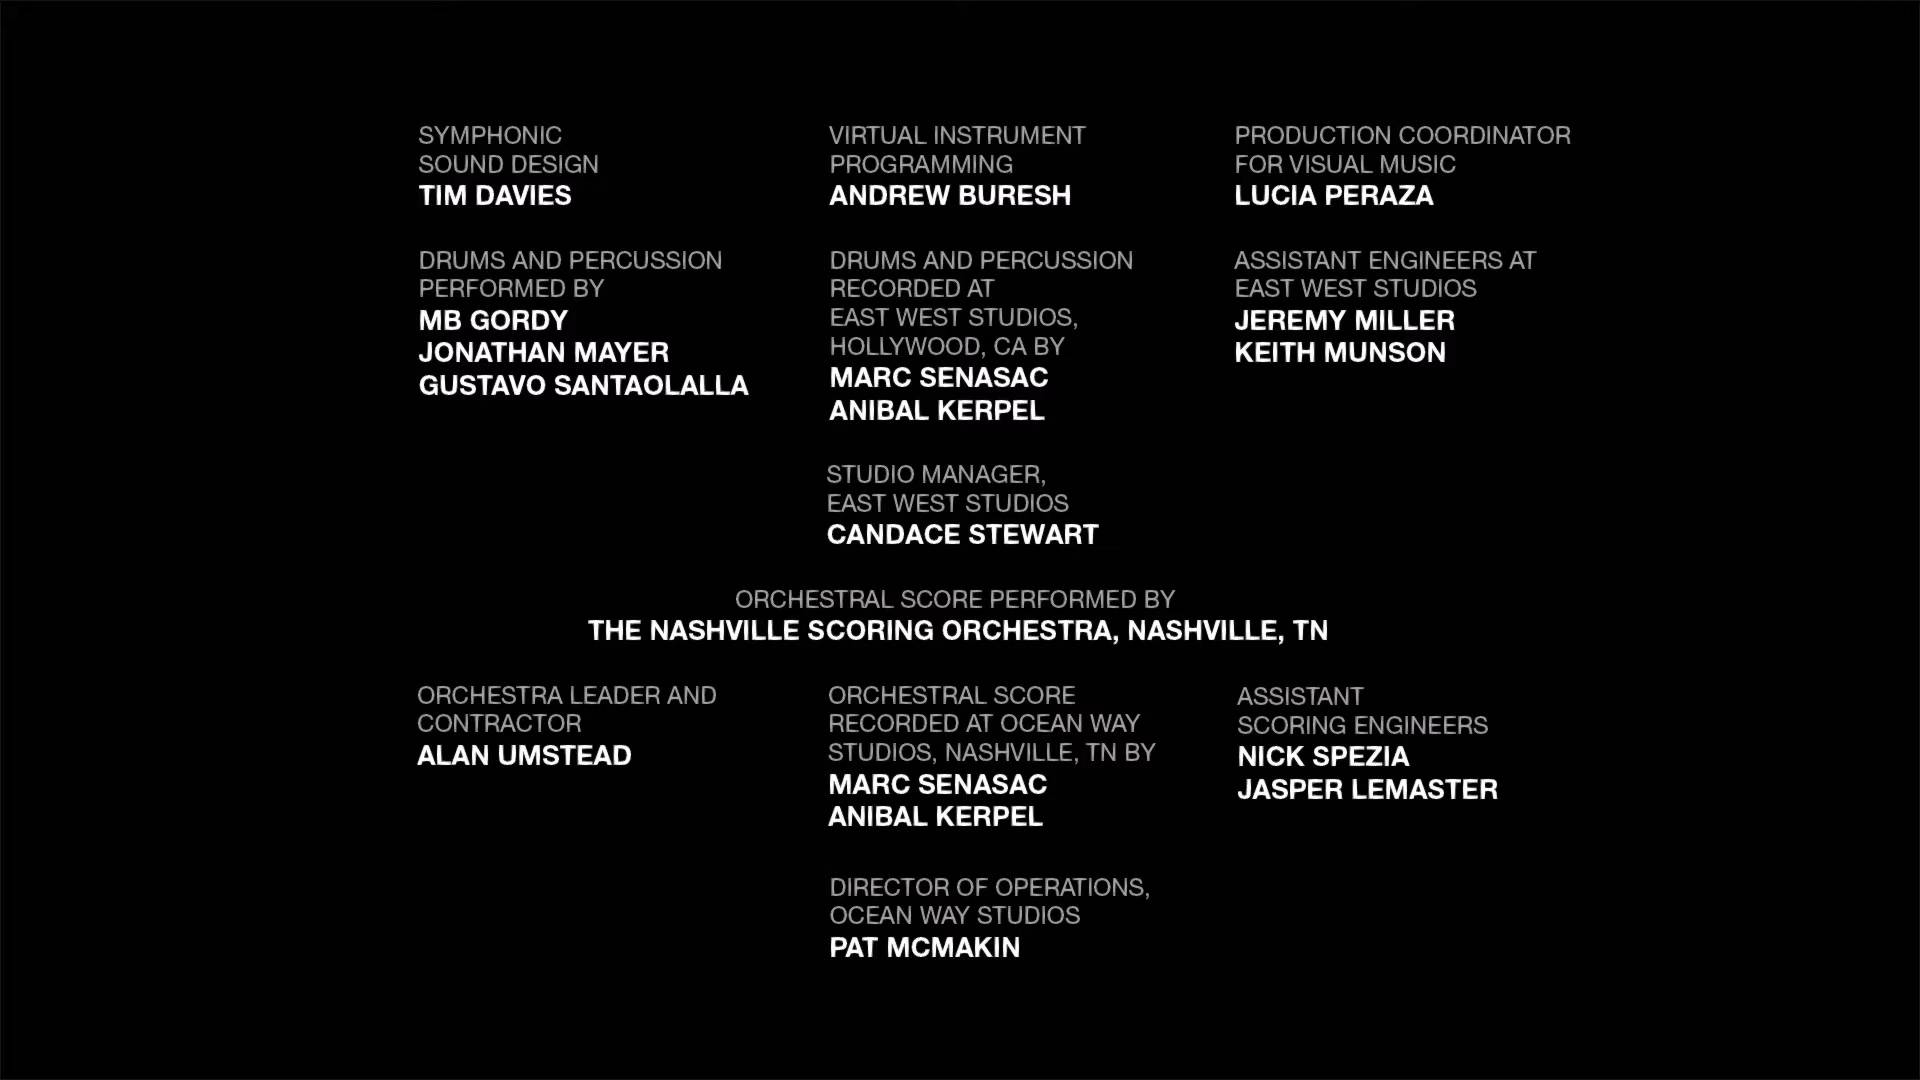 SYMPHONIC
SOUND DESIGN
TIM DAVIES
VIRTUAL INSTRUMENT
PROGRAMMING
ANDREW BURESH
PRODUCTION COORDINATOR
FOR VISUAL MUSIC
LUCIA PERAZA
DRUMS AND PERCUSSION
PERFORMED BY
MB GORDY
JONATHAN MAYER
GUSTAVO SANTAOLALLA
DRUMS AND PERCUSSION
RECORDED AT
EAST WEST STUDIOS,
HOLLYWOOD, CA BY
MARC SENASAC
ANIBAL KERPEL
ASSISTANT ENGINEERS AT
EAST WEST STUDIOS
JEREMY MILLER
KEITH MUNSON
STUDIO MANAGER,
EAST WEST STUDIOS
CANDACE STEWART
ORCHESTRAL SCORE PERFORMED BY
THE NASHVILLE SCORING ORCHESTRA, NASHVILLE, TN
ORCHESTRA LEADER AND
CONTRACTOR
ALAN UMSTEAD
ORCHESTRAL SCORE
RECORDED AT OCEAN WAY
STUDIOS, NASHVILLE, TN BY
MARC SENASAC
ANIBAL KERPEL
ASSISTANT
SCORING ENGINEERS
NICK SPEZIA
JASPER LEMASTER
DIRECTOR OF OPERATIONS,
OCEAN WAY STUDIOS
PAT MCMAKIN